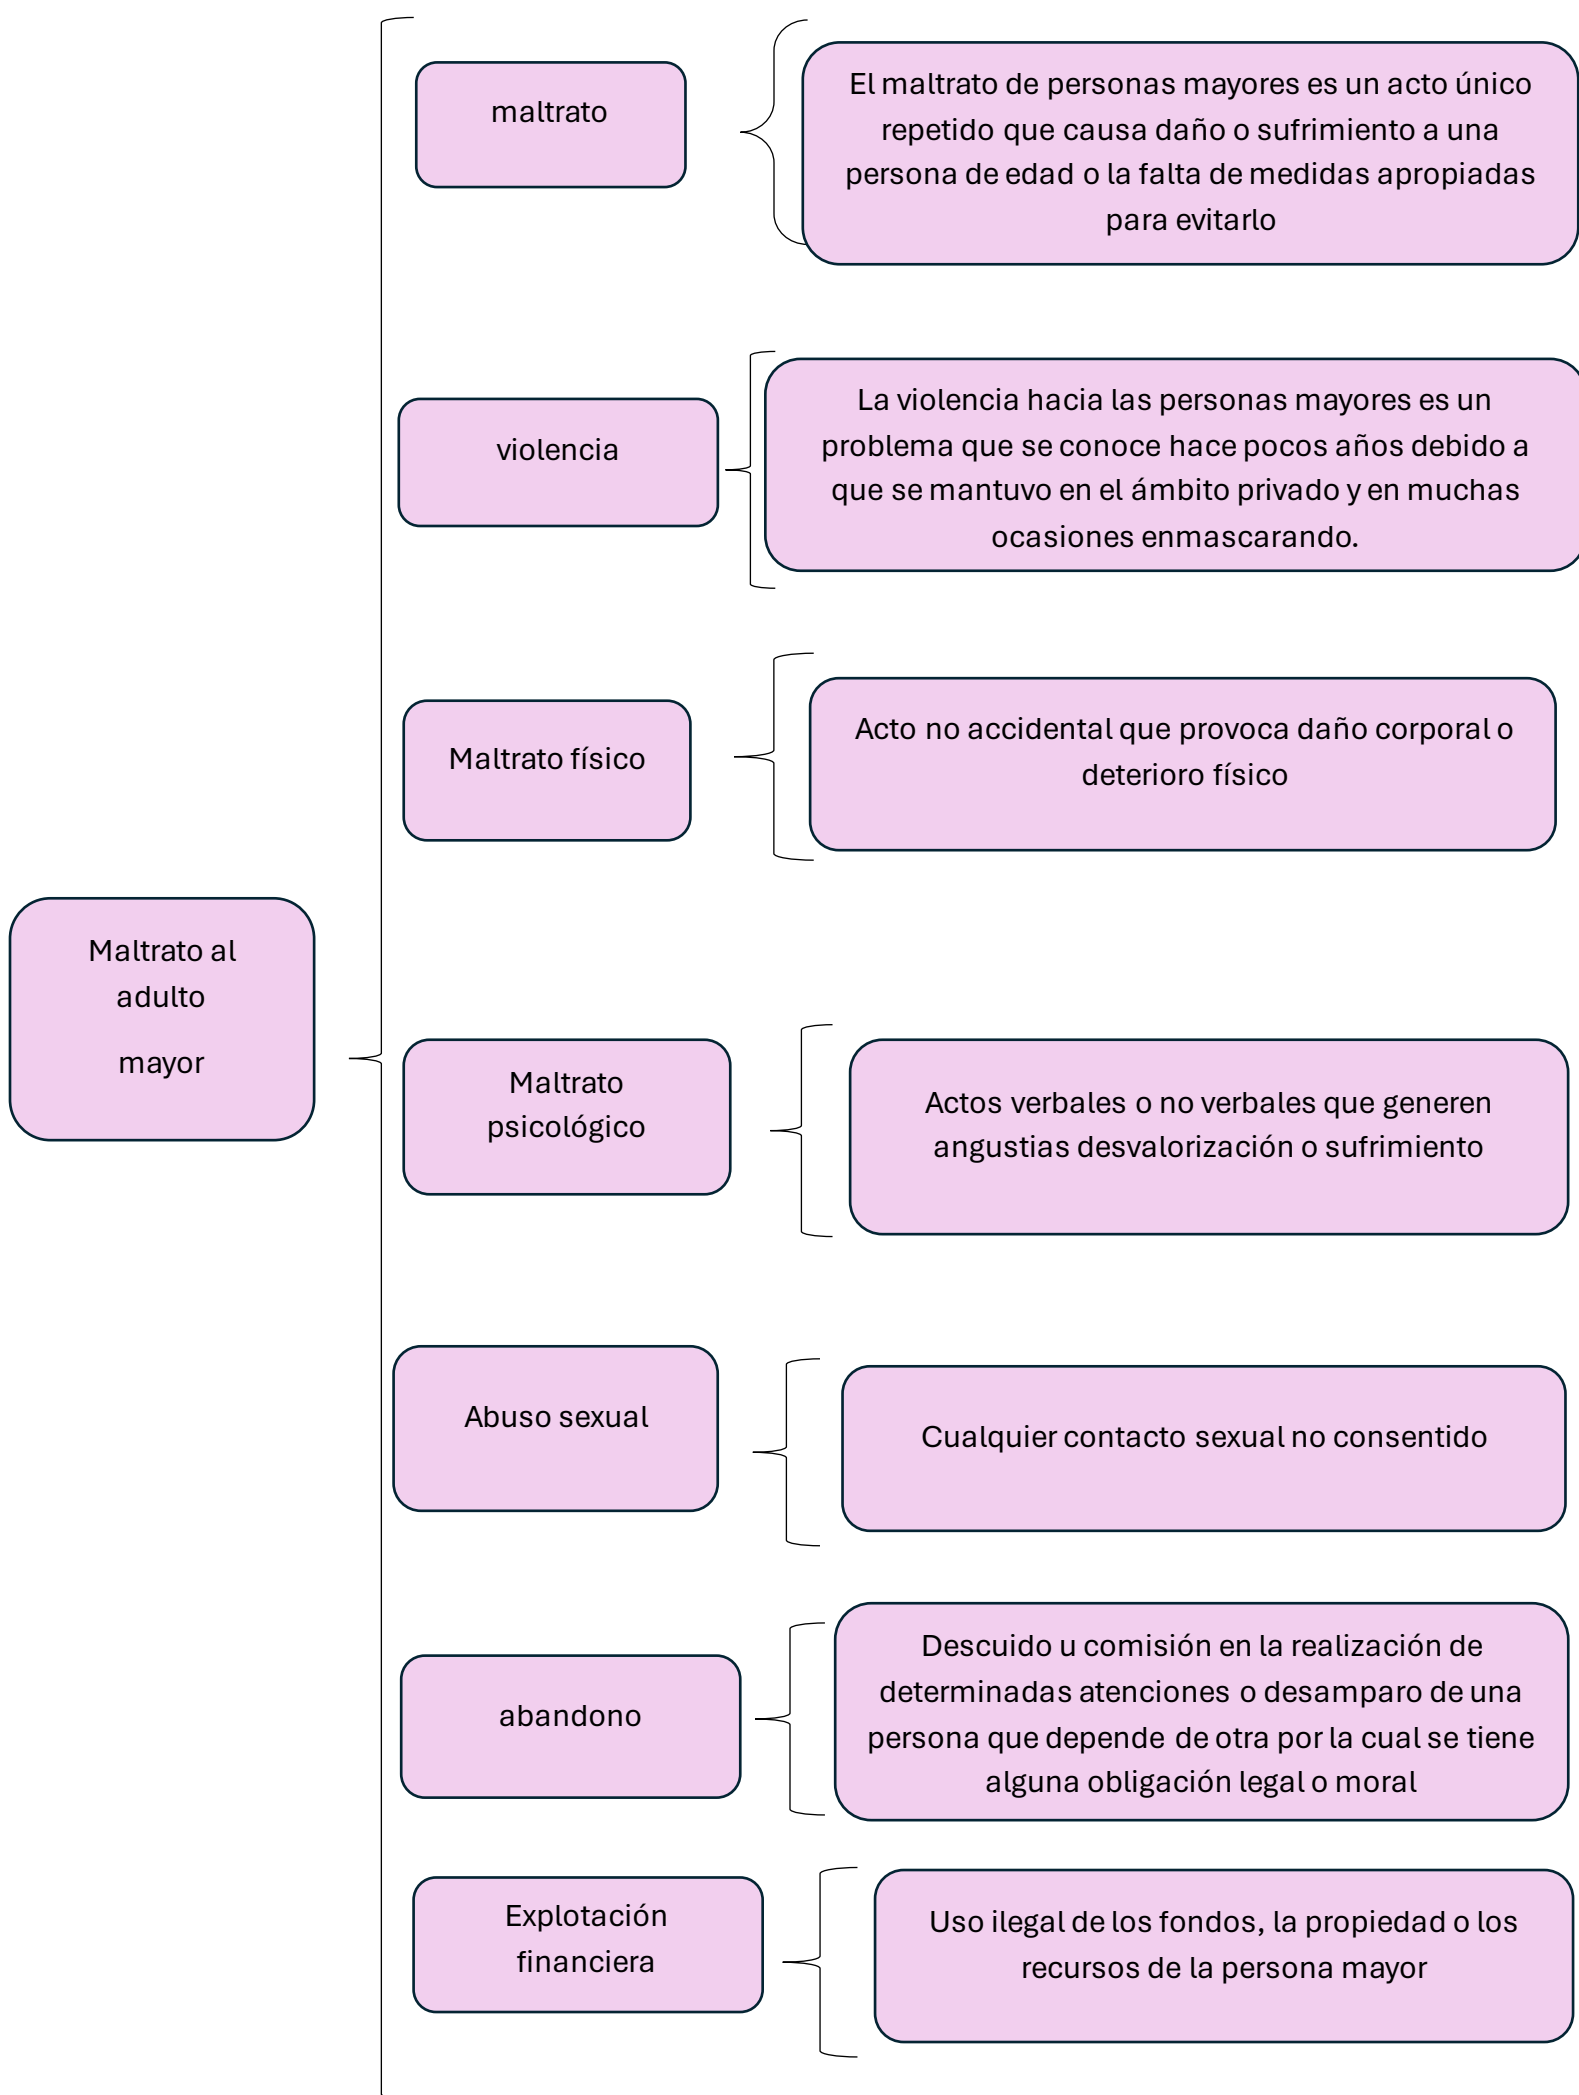 maltrato
El maltrato de personas mayores es un acto único
repetido que causa daño o sufrimiento a una
persona de edad o la falta de medidas apropiadas
para evitarlo
violencia
La violencia hacia las personas mayores es un
problema que se conoce hace pocos años debido a
que se mantuvo en el ámbito privado y en muchas
ocasiones enmascarando.
Maltrato físico
Acto no accidental que provoca daño corporal o
deterioro físico
Maltrato al
adulto
mayor
Maltrato
psicológico
Actos verbales o no verbales que generen
angustias desvalorización o sufrimiento
Abuso sexual
Cualquier contacto sexual no consentido
abandono
Descuido u comisión en la realización de
determinadas atenciones o desamparo de una
persona que depende de otra por la cual se tiene
alguna obligación legal o moral
Explotación
financiera
Uso ilegal de los fondos, la propiedad o los
recursos de la persona mayor